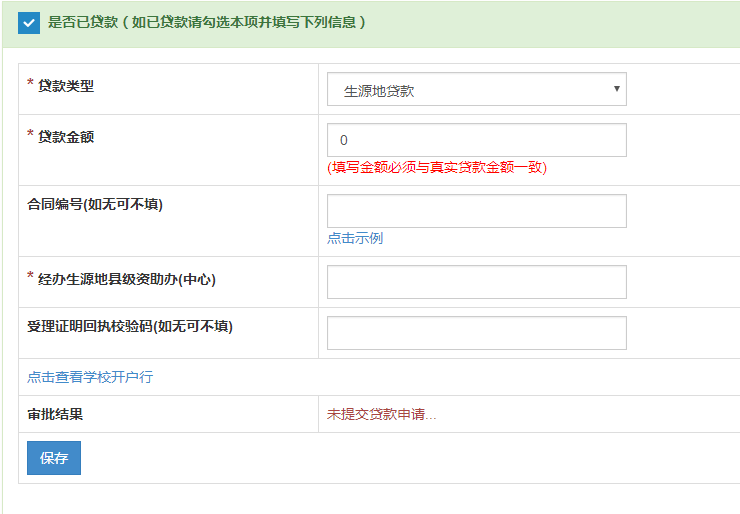 是否已贷款（如已贷款请勾选本项并填写下列信息）
* 贷款类型
生源地贷款
* 贷款金额
0
(填写金额必须与真实贷款金额一致)
合同编号(如无可不填)
点击示例
* 经办生源地县级资助办(中心)
受理证明回执校验码(如无可不填)
点击查看学校开户行
审批结果
未提交贷款申请...
保存